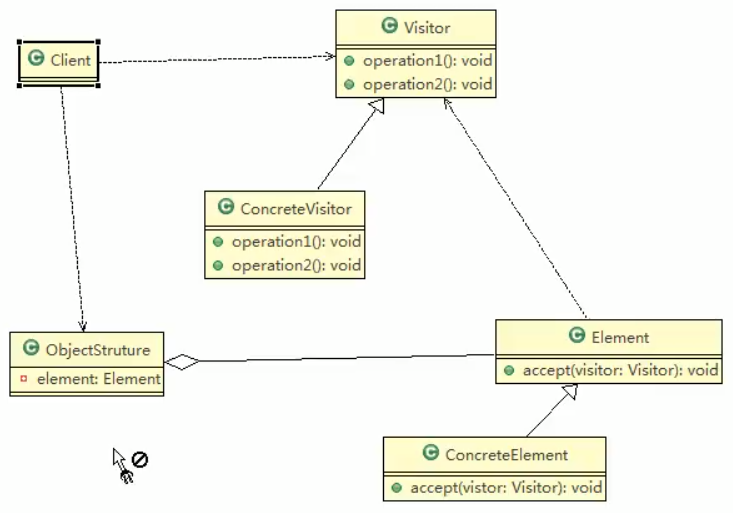 Client
Visitor
operation1(): void
operation2(): void
ConcreteVisitor
operation1(): void
operation2(): void
ObjectStruture
element: Element
Element
accept(visitor: Visitor): void
ConcreteElement
accept(vistor: Visitor): void